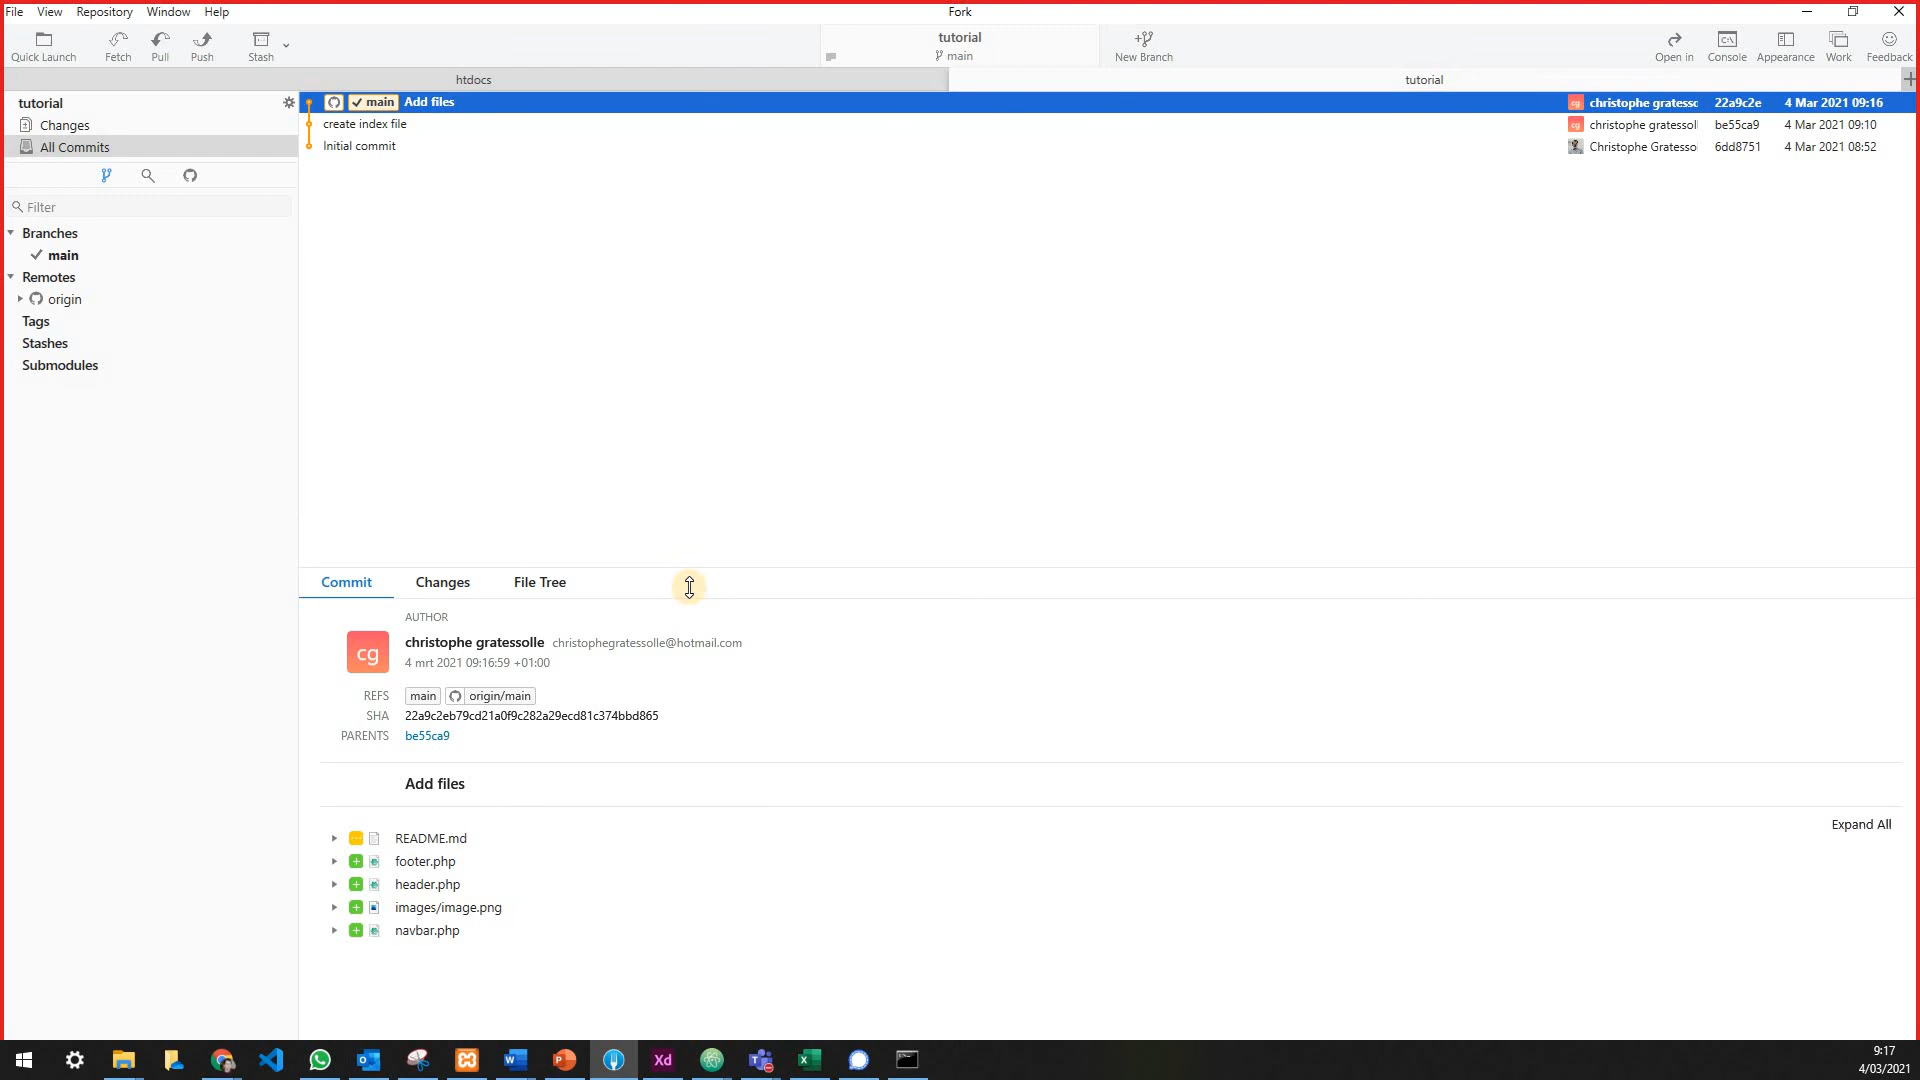 File View Repository Window Help
Fork
Quick Launch
Fetch
Pull
Push
Stash
tutorial
main
New Branch
Open in
Console
Appearance
Work
Feedback
htdocs
tutorial
tutorial
Changes
All Commits
Filter
Branches
main
Remotes
origin
Tags
Stashes
Submodules
main Add files cg christophe gratessc 22a9c2e 4 Mar 2021 09:16
create index file cg christophe gratessoll be55ca9 4 Mar 2021 09:10
Initial commit Christophe Gratesso 6dd8751 4 Mar 2021 08:52
Commit Changes File Tree
AUTHOR
cg
christophe gratessolle christophegratessolle@hotmail.com
4 mrt 2021 09:16:59 +01:00
REFS main origin/main
SHA 22a9c2eb79cd21a0f9c282a29ecd81c374bbd865
PARENTS be55ca9
Add files
Expand All
README.md
footer.php
header.php
images/image.png
navbar.php
Xd
9:17
4/03/2021